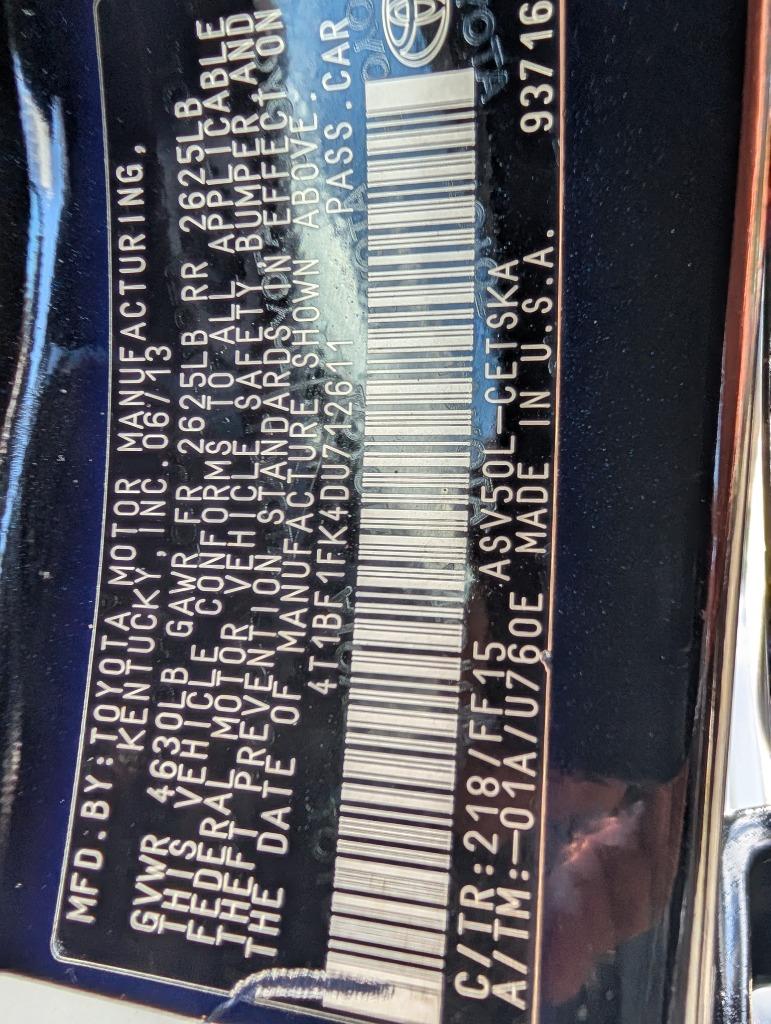 MFD.BY:TOYOTA MOTOR MANUFACTURING,
KENTUCKY, INC. 06/13
GVWR 4630LB GAWR FR 2625LB RR 2625LB
THIS VEHICLE CONFORMS TO ALL APPLICABLE
FEDERAL MOTOR VEHICLE SAFETY, BUMPER, AND
THEFT PREVENTION STANDARDS IN EFFECT ON
THE DATE OF MANUFACTURE SHOWN ABOVE.
4T1BF1FK4DU712611 PASS.CAR
C/TR:218/FF15 ASV50L-CETSKA
A/TM:-01A/U760E MADE IN U.S.A. 93716